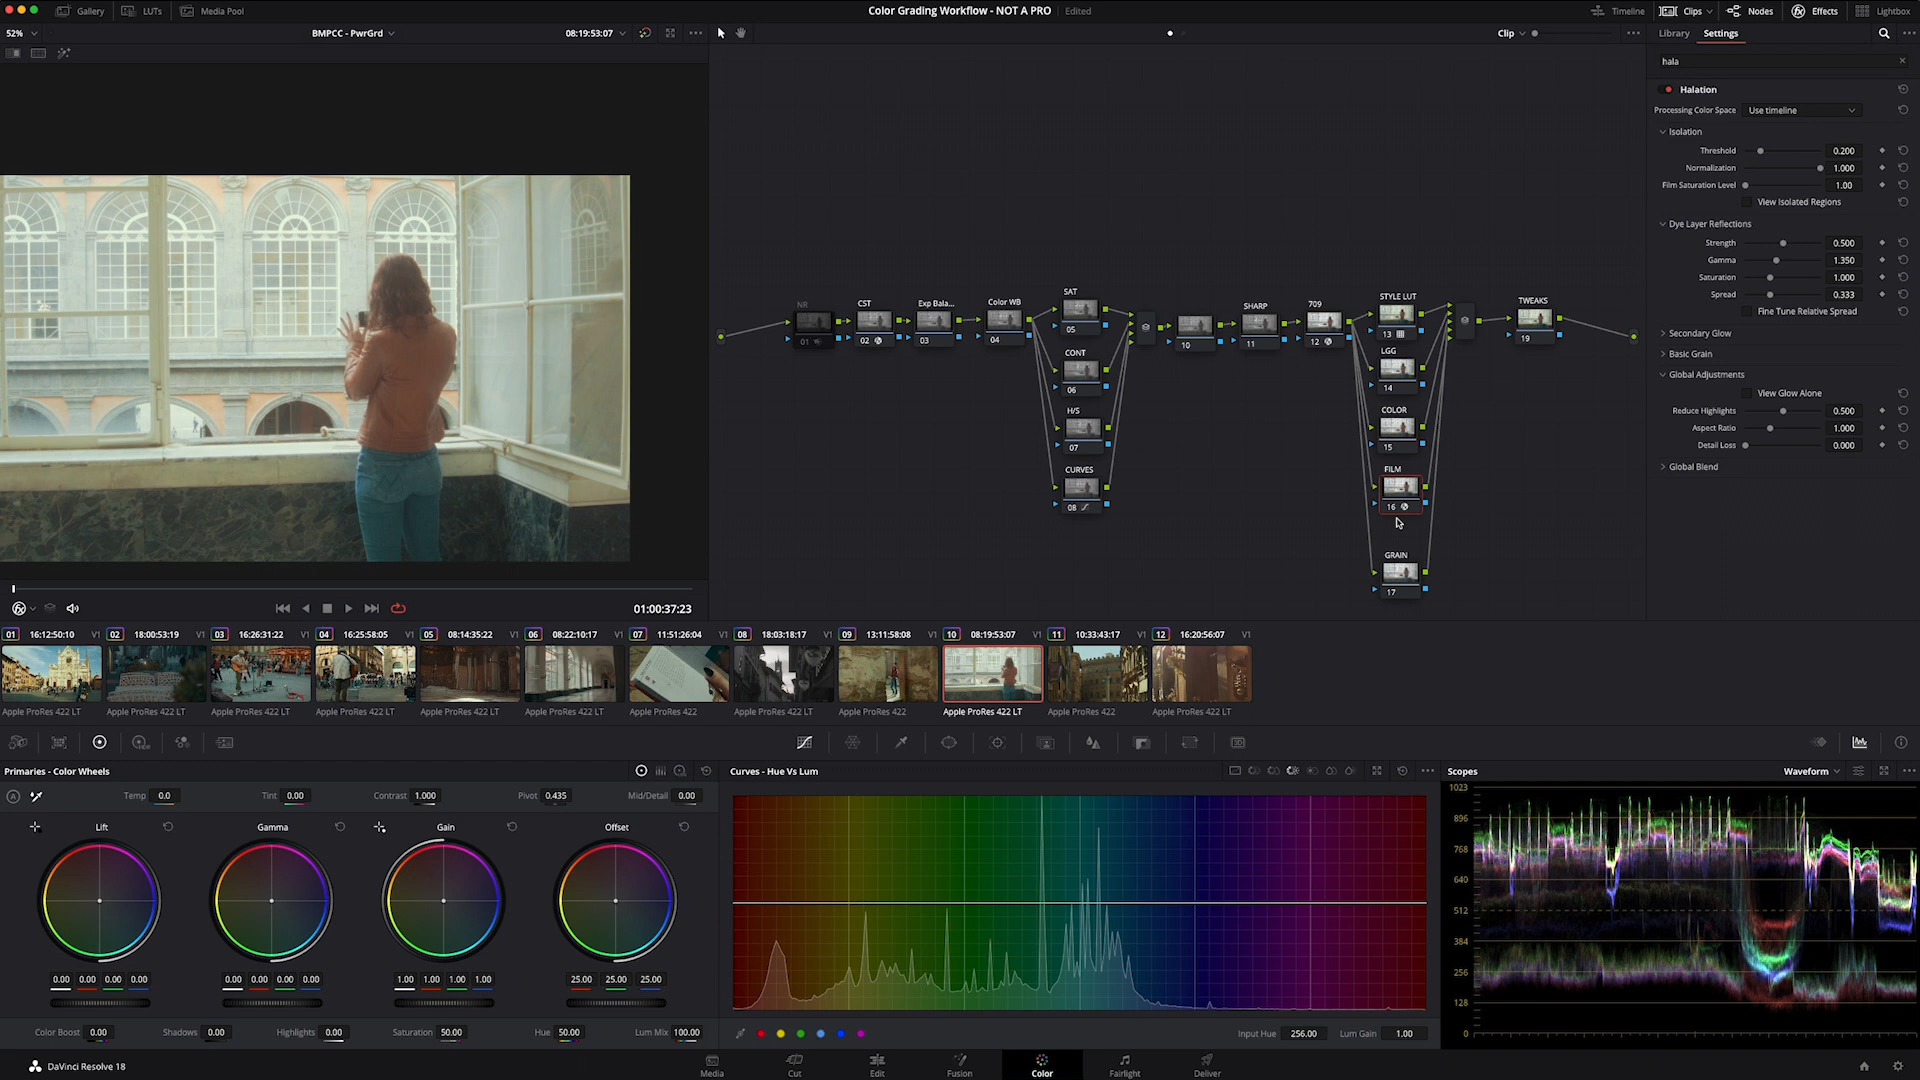 Gallery LUTs Media Pool Color Grading Workflow - NOT A PRO Edited Timeline Clips Nodes Effects Lightbox
52% BMPCC - PwrGrd 08:19:53:07 Clip Library Settings
hala
Halation
Processing Color Space Use timeline
Isolation
Threshold 0.200
Normalization 1.000
Film Saturation Level 1.00
View Isolated Regions
Dye Layer Reflections
Strength 0.500
Gamma 1.350
Saturation 1.000
Spread 0.333
Fine Tune Relative Spread
Secondary Glow
Basic Grain
Global Adjustments
View Glow Alone
Reduce Highlights 0.500
Aspect Ratio 1.000
Detail Loss 0.000
Global Blend
NR
01
CST
02
Exp Bala...
03
Color WB
04
SAT
05
CONT
06
H/S
07
CURVES
08
10
SHARP
11
709
12
STYLE LUT
13
LGG
14
COLOR
15
FILM
16
GRAIN
17
TWEAKS
19
01:00:37:23
01 16:12:50:10 V1 02 18:00:53:19 V1 03 16:26:31:22 V1 04 16:25:58:05 V1 05 08:14:35:22 V1 06 08:22:10:17 V1 07 11:51:26:04 V1 08 18:03:18:17 V1 09 13:11:58:08 V1 10 08:19:53:07 V1 11 10:33:43:17 V1 12 16:20:56:07 V1
Apple ProRes 422 LT Apple ProRes 422 LT Apple ProRes 422 LT Apple ProRes 422 LT Apple ProRes 422 LT Apple ProRes 422 LT Apple ProRes 422 Apple ProRes 422 LT Apple ProRes 422 Apple ProRes 422 LT Apple ProRes 422 Apple ProRes 422 LT
Primaries - Color Wheels
Temp 0.0 Tint 0.00 Contrast 1.000 Pivot 0.435 Mid/Detail 0.00
Lift Gamma Gain Offset
0.00 0.00 0.00 0.00 0.00 0.00 0.00 0.00 1.00 1.00 1.00 1.00 25.00 25.00 25.00
Color Boost 0.00 Shadows 0.00 Highlights 0.00 Saturation 50.00 Hue 50.00 Lum Mix 100.00
Curves - Hue Vs Lum
Input Hue 256.00 Lum Gain 1.00
Scopes Waveform
1023
896
768
640
512
384
256
128
0
DaVinci Resolve 18
Media Cut Edit Fusion Color Fairlight Deliver